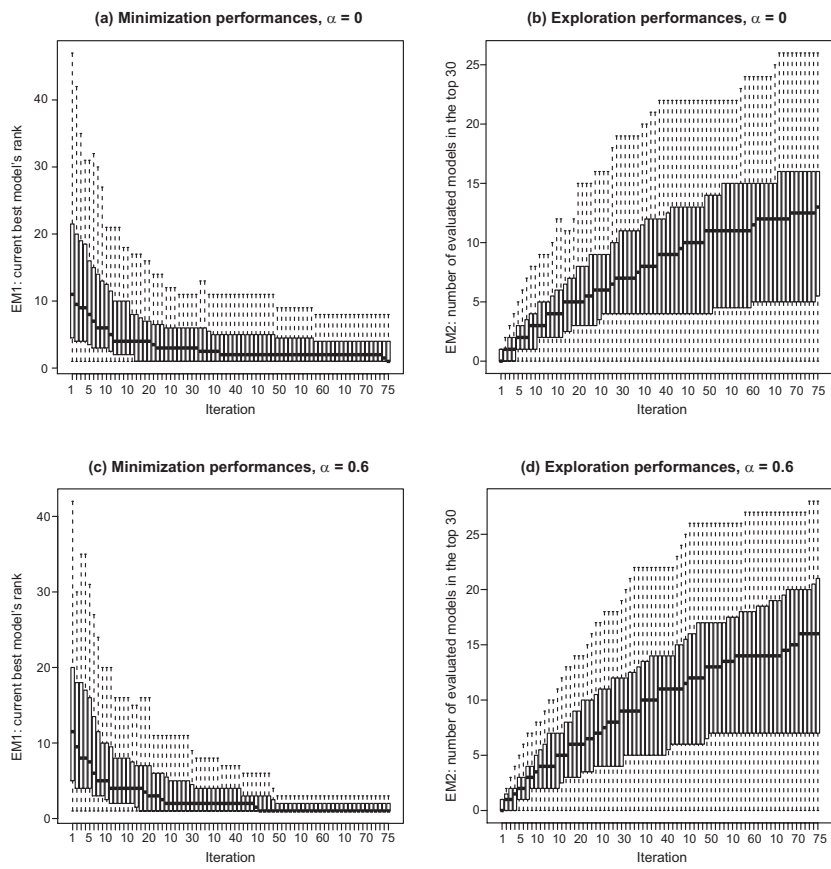 (a) Minimization performances, α = 0
EM1: current best model's rank
0 10 20 30 40
1 5 10 10 20 10 30 10 40 10 50 10 60 10 70 75
Iteration
(b) Exploration performances, α = 0
EM2: number of evaluated models in the top 30
0 5 10 15 20 25
1 5 10 10 20 10 30 10 40 10 50 10 60 10 70 75
Iteration
(c) Minimization performances, α = 0.6
EM1: current best model's rank
0 10 20 30 40
1 5 10 10 20 10 30 10 40 10 50 10 60 10 70 75
Iteration
(d) Exploration performances, α = 0.6
EM2: number of evaluated models in the top 30
0 5 10 15 20 25
1 5 10 10 20 10 30 10 40 10 50 10 60 10 70 75
Iteration